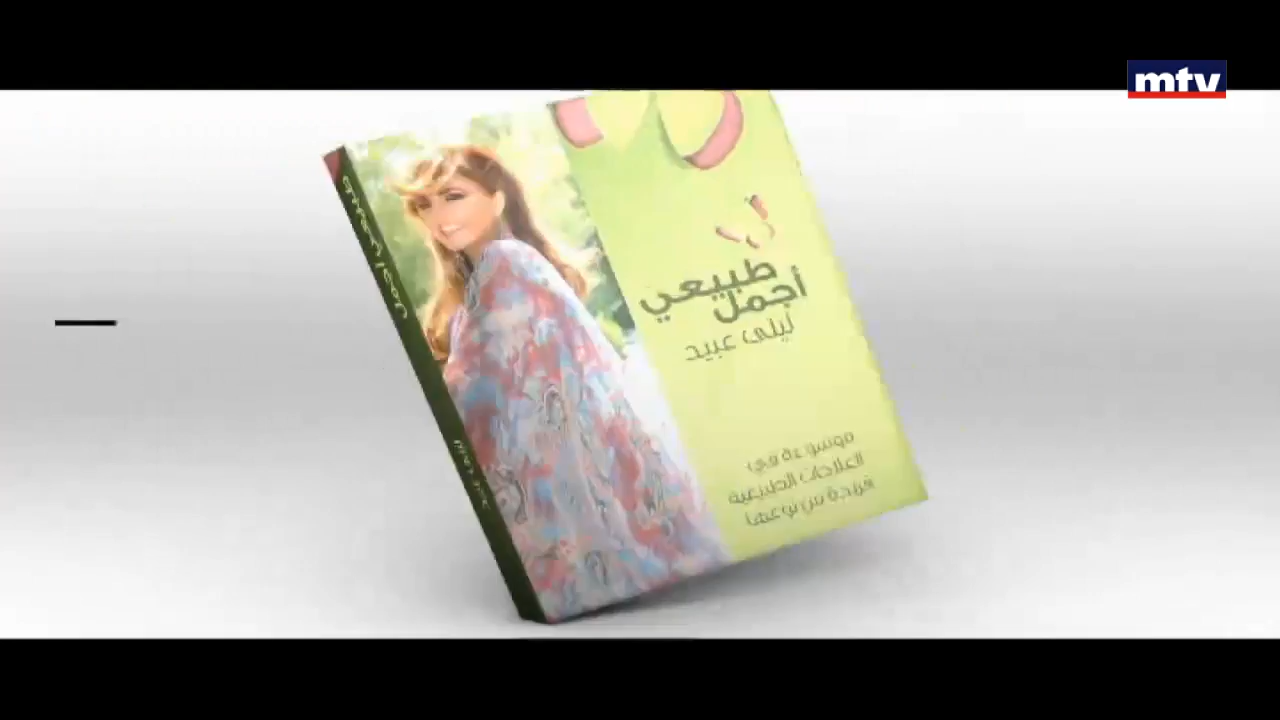 mtv
طبيعي
أجمل
ليلى عبيد
موسوعة في
العلاجات الطبيعية
فريدة من نوعها